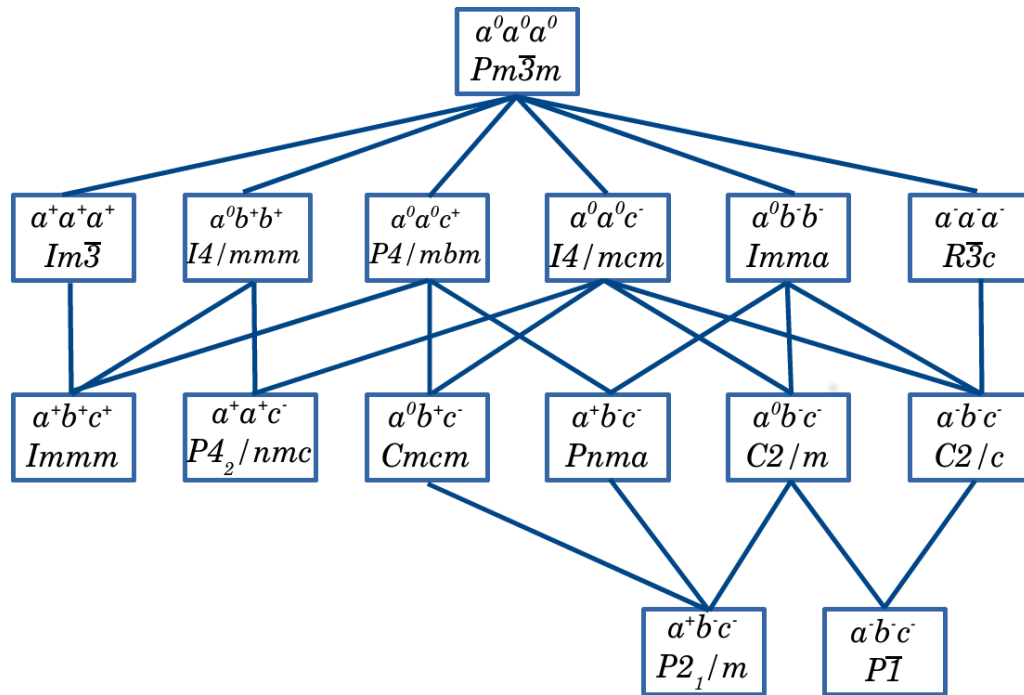 a⁰a⁰a⁰
Pm3̅m
a⁺a⁺a⁺
Im3̅
a⁰b⁺b⁺
I4/mmm
a⁰a⁰c⁺
P4/mbm
a⁰a⁰c⁻
I4/mcm
a⁰b⁻b⁻
Imma
a⁻a⁻a⁻
R3̅c
a⁺b⁺c⁺
Immm
a⁺a⁺c⁻
P4₂/nmc
a⁰b⁺c⁻
Cmcm
a⁺b⁻c⁻
Pnma
a⁰b⁻c⁻
C2/m
a⁻b⁻c⁻
C2/c
a⁺b⁻c⁻
P2₁/m
a⁻b⁻c⁻
P1̅